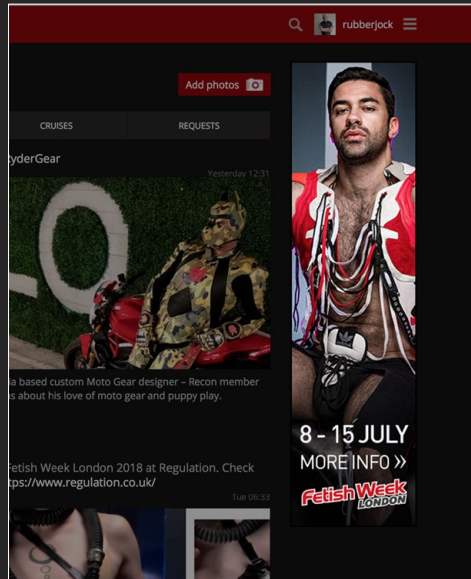 rubberjock
Add photos
CRUISES
REQUESTS
yderGear
Yesterday 12:31
a based custom Moto Gear designer – Recon member
s about his love of moto gear and puppy play.
8 - 15 JULY
MORE INFO »
Fetish Week
LONDON
Fetish Week London 2018 at Regulation. Check
tps://www.regulation.co.uk/
Tue 06:33